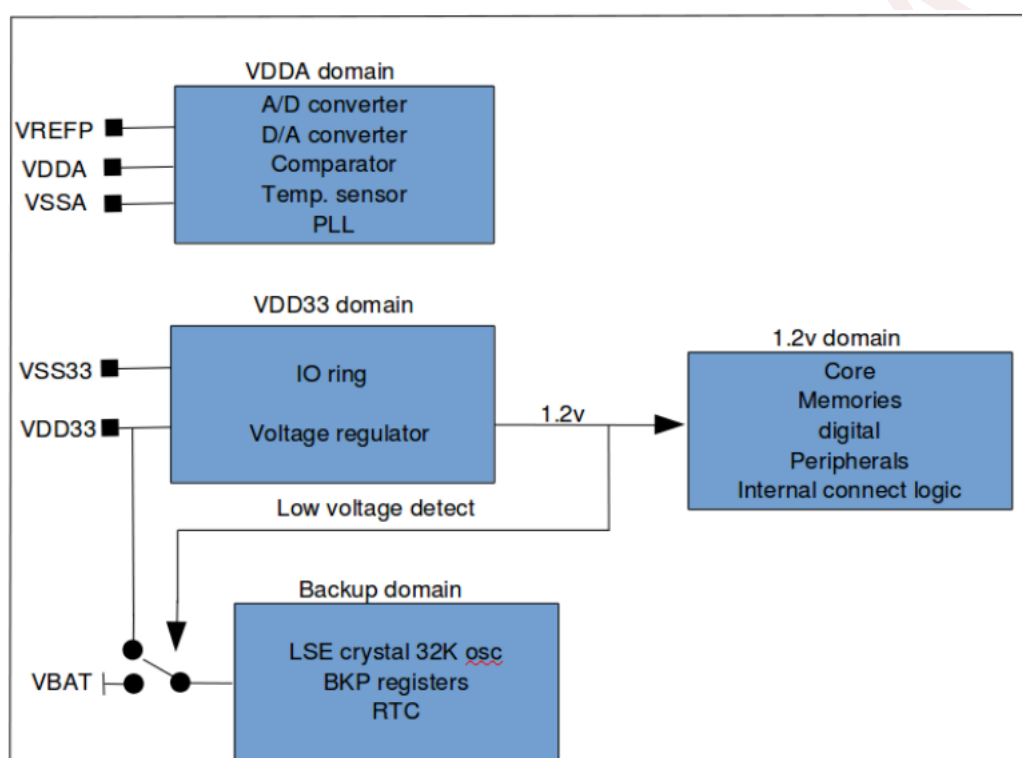 VDDA domain
A/D converter
D/A converter
Comparator
Temp. sensor
PLL
VREFP
VDDA
VSSA
VDD33 domain
IO ring
Voltage regulator
VSS33
VDD33
1.2v
1.2v domain
Core
Memories
digital
Peripherals
Internal connect logic
Low voltage detect
Backup domain
LSE crystal 32K osc
BKP registers
RTC
VBAT